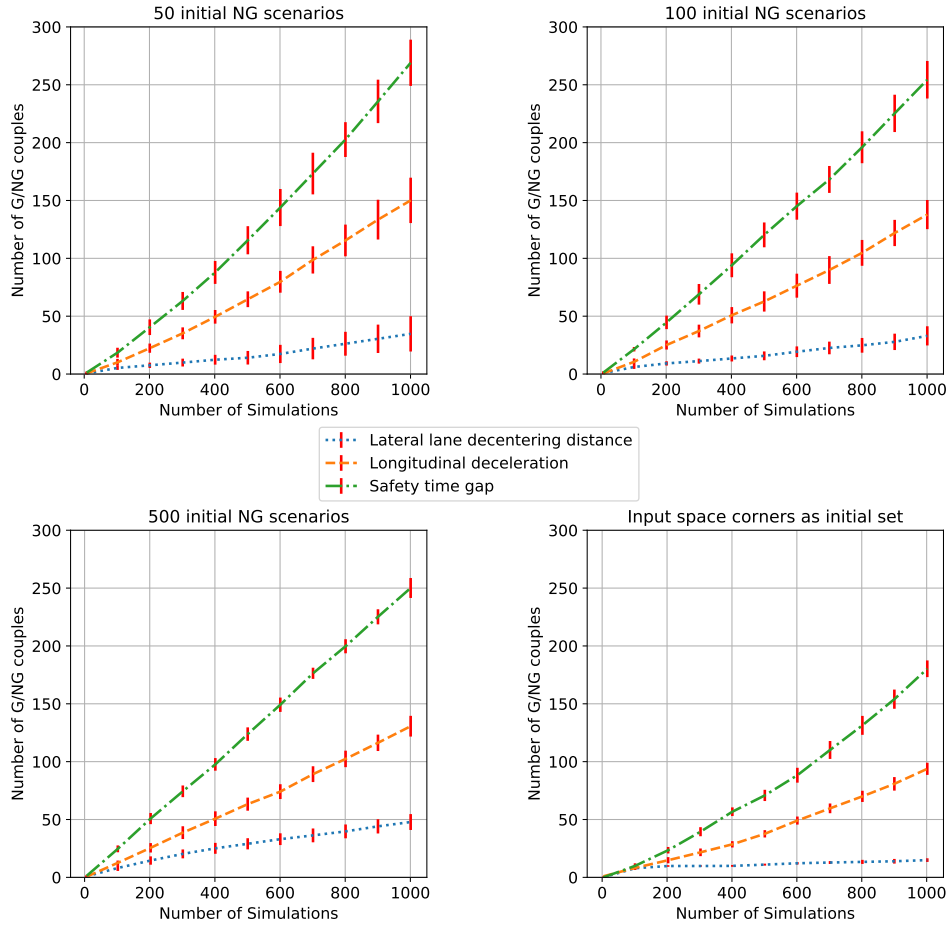 50 initial NG scenarios
300
250
200
150
100
50
0
Number of G/NG couples
0 200 400 600 800 1000
Number of Simulations
100 initial NG scenarios
300
250
200
150
100
50
0
Number of G/NG couples
0 200 400 600 800 1000
Number of Simulations
Lateral lane decentering distance
Longitudinal deceleration
Safety time gap
500 initial NG scenarios
300
250
200
150
100
50
0
Number of G/NG couples
0 200 400 600 800 1000
Number of Simulations
Input space corners as initial set
300
250
200
150
100
50
0
Number of G/NG couples
0 200 400 600 800 1000
Number of Simulations